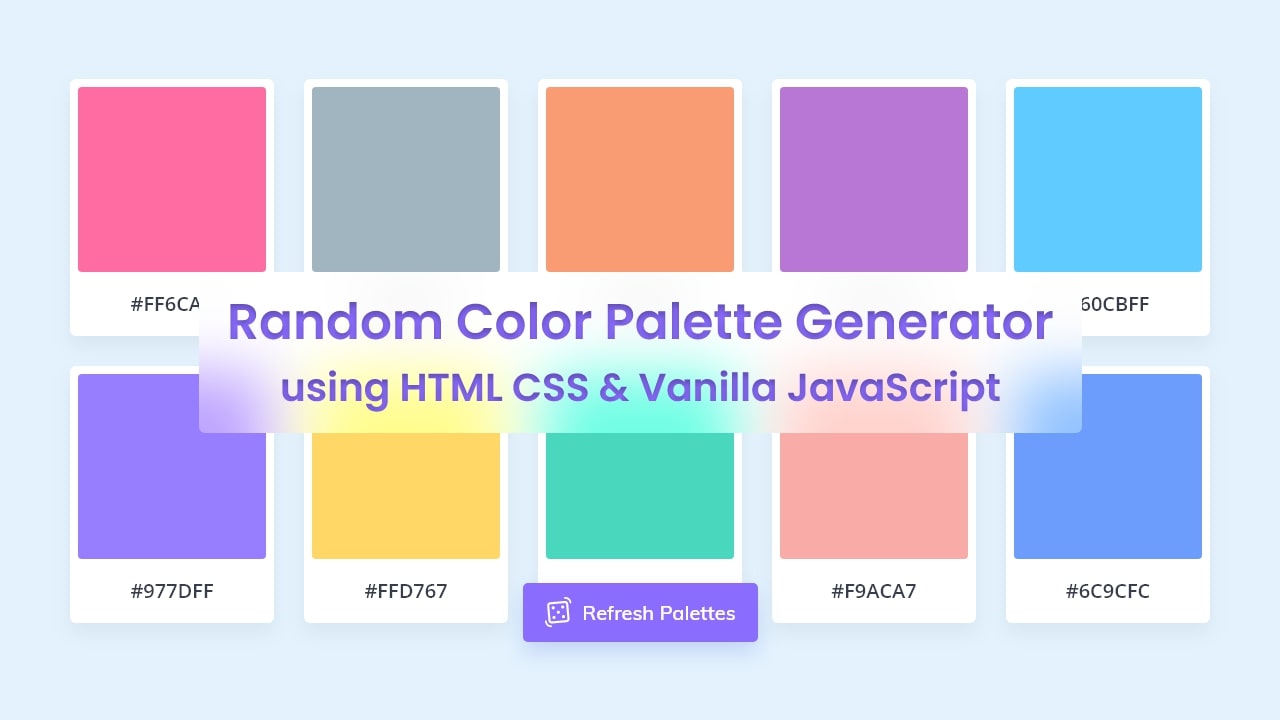 #FF6CA
60CBFF
Random Color Palette Generator
using HTML CSS & Vanilla JavaScript
#977DFF
#FFD767
#F9ACA7
#6C9CFC
Refresh Palettes